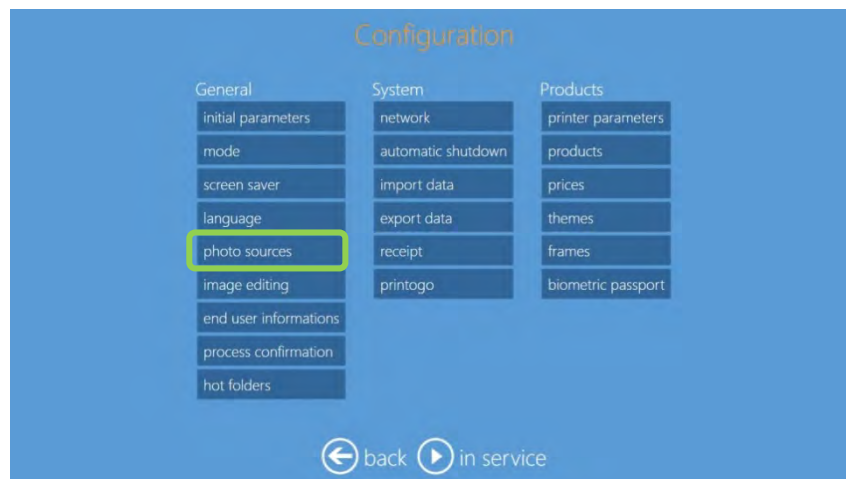 Configuration
General
initial parameters
mode
screen saver
language
photo sources
image editing
end user informations
process confirmation
hot folders
System
network
automatic shutdown
import data
export data
receipt
printogo
Products
printer parameters
products
prices
themes
frames
biometric passport
back in service